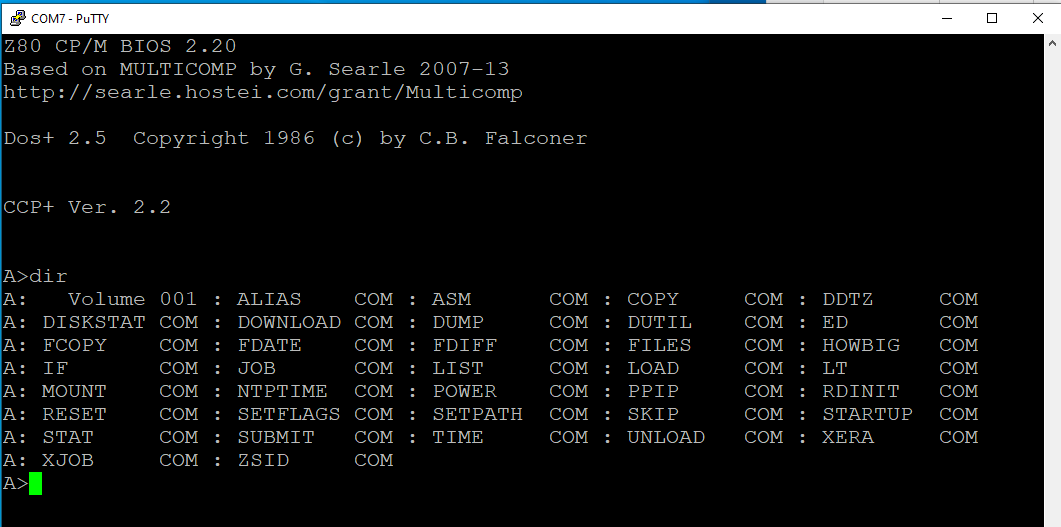 COM7 - PuTTY
Z80 CP/M BIOS 2.20
Based on MULTICOMP by G. Searle 2007-13
http://searle.hostei.com/grant/Multicomp
Dos+ 2.5  Copyright 1986 (c) by C.B. Falconer
CCP+ Ver. 2.2
A>dir
A:   Volume 001 : ALIAS    COM : ASM      COM : COPY     COM : DDTZ     COM
A: DISKSTAT COM : DOWNLOAD COM : DUMP     COM : DUTIL    COM : ED       COM
A: FCOPY    COM : FDATE    COM : FDIFF    COM : FILES    COM : HOWBIG   COM
A: IF       COM : JOB      COM : LIST     COM : LOAD     COM : LT       COM
A: MOUNT    COM : NTPTIME  COM : POWER    COM : PPIP     COM : RDINIT   COM
A: RESET    COM : SETFLAGS COM : SETPATH  COM : SKIP     COM : STARTUP  COM
A: STAT     COM : SUBMIT   COM : TIME     COM : UNLOAD   COM : XERA     COM
A: XJOB     COM : ZSID     COM
A>